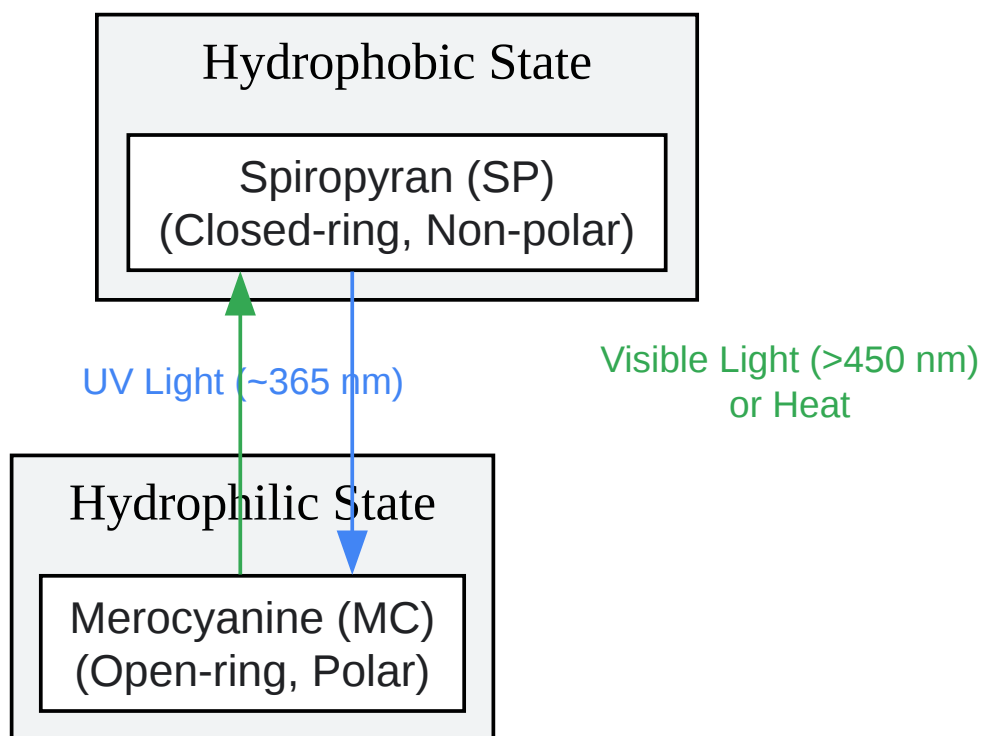 Hydrophobic State
Spiropyran (SP)
(Closed-ring, Non-polar)
UV Light (~365 nm)
Visible Light (>450 nm)
or Heat
Hydrophilic State
Merocyanine (MC)
(Open-ring, Polar)